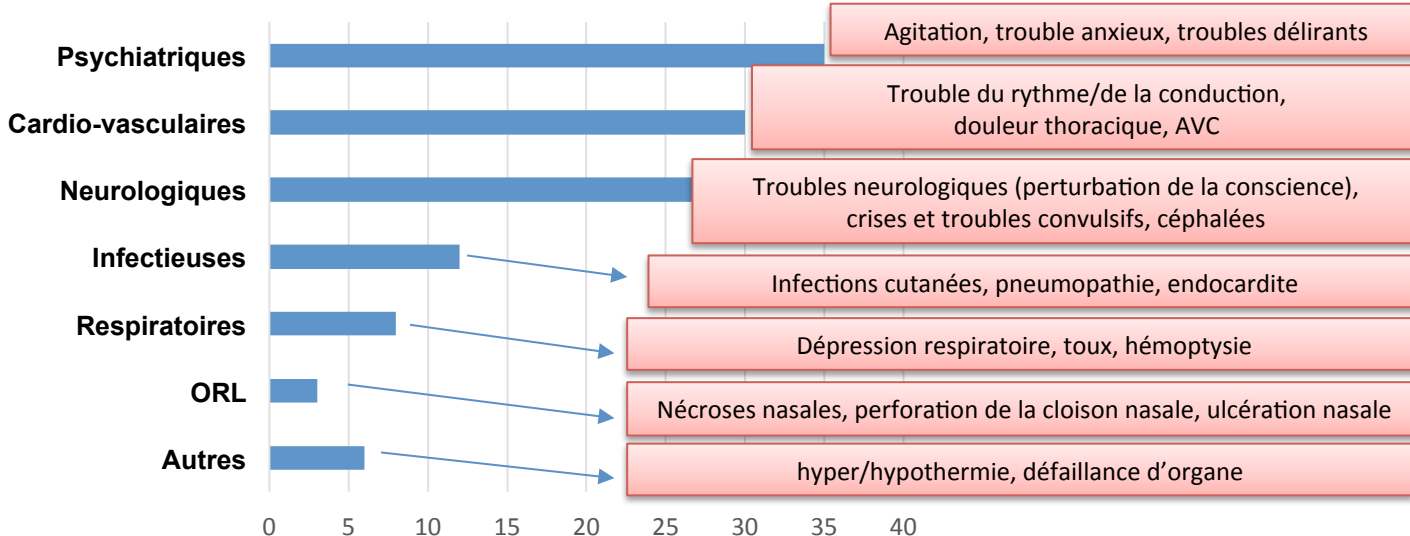 Psychiatriques
Agitation, trouble anxieux, troubles délirants
Cardio-vasculaires
Trouble du rythme/de la conduction,
douleur thoracique, AVC
Neurologiques
Troubles neurologiques (perturbation de la conscience),
crises et troubles convulsifs, céphalées
Infectieuses
Infections cutanées, pneumopathie, endocardite
Respiratoires
Dépression respiratoire, toux, hémoptysie
ORL
Nécroses nasales, perforation de la cloison nasale, ulcération nasale
Autres
hyper/hypothermie, défaillance d’organe
0 5 10 15 20 25 30 35 40